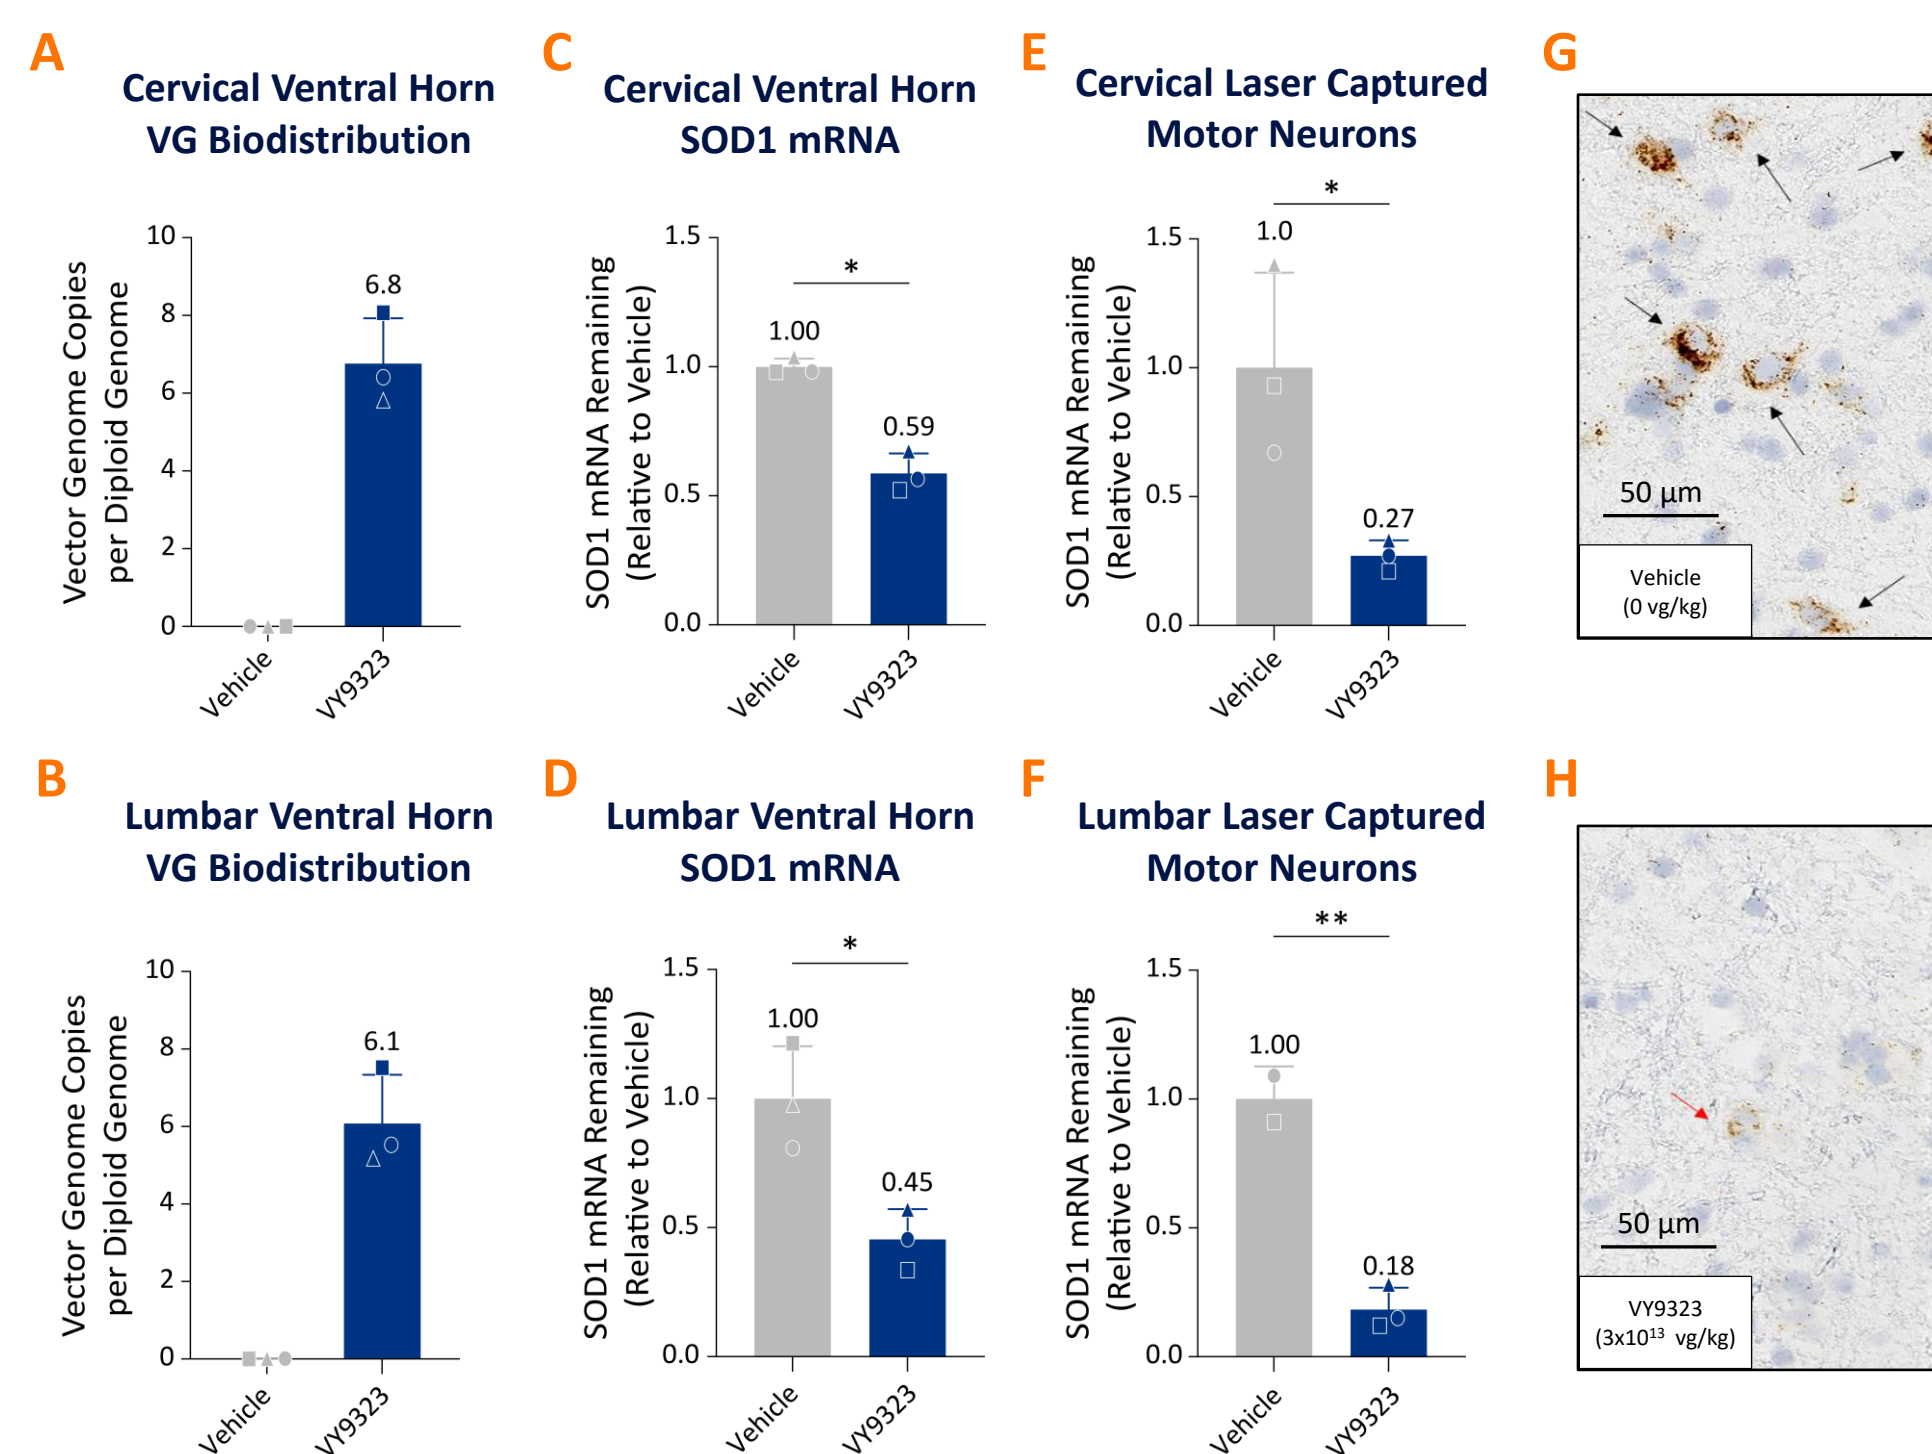 A
Cervical Ventral Horn
VG Biodistribution
Vector Genome Copies
per Diploid Genome
10
8
6
4
2
0
6.8
Vehicle
VY9323
C
Cervical Ventral Horn
SOD1 mRNA
SOD1 mRNA Remaining
(Relative to Vehicle)
1.5
1.0
0.5
0.0
*
1.00
0.59
Vehicle
VY9323
E
Cervical Laser Captured
Motor Neurons
SOD1 mRNA Remaining
(Relative to Vehicle)
1.5
1.0
0.5
0.0
*
1.0
0.27
Vehicle
VY9323
G
50 µm
Vehicle
(0 vg/kg)
B
Lumbar Ventral Horn
VG Biodistribution
Vector Genome Copies
per Diploid Genome
10
8
6
4
2
0
6.1
Vehicle
VY9323
D
Lumbar Ventral Horn
SOD1 mRNA
SOD1 mRNA Remaining
(Relative to Vehicle)
1.5
1.0
0.5
0.0
*
1.00
0.45
Vehicle
VY9323
F
Lumbar Laser Captured
Motor Neurons
SOD1 mRNA Remaining
(Relative to Vehicle)
1.5
1.0
0.5
0.0
**
1.00
0.18
Vehicle
VY9323
H
50 µm
VY9323
(3x10¹³ vg/kg)